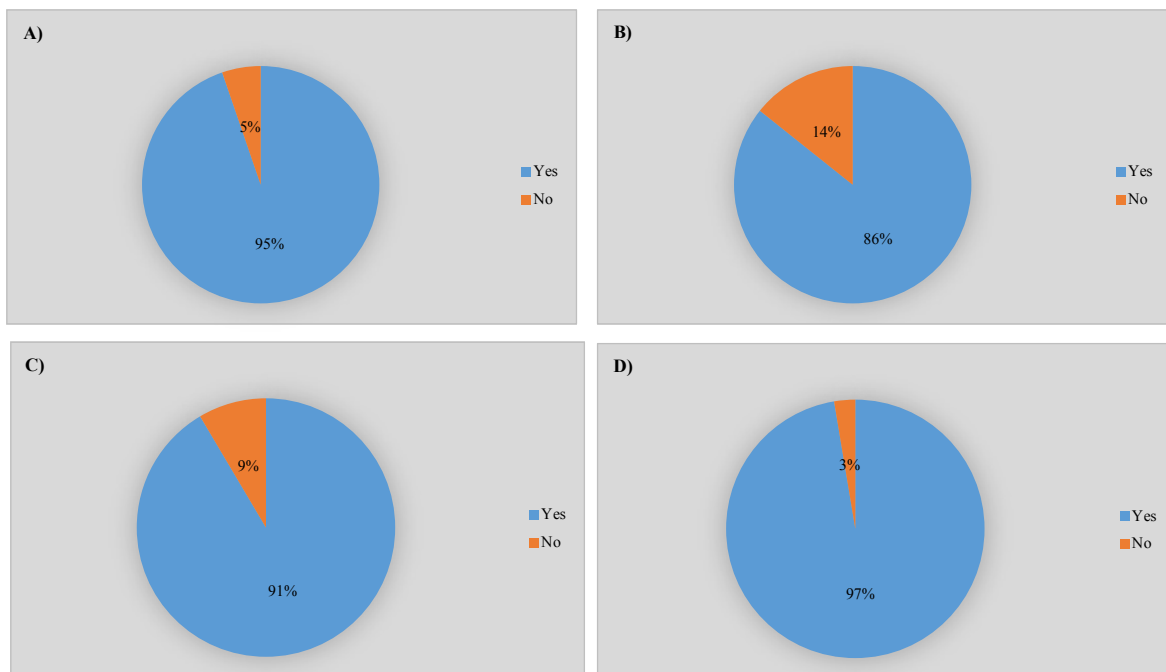 A)
5%
95%
Yes
No
B)
14%
86%
Yes
No
C)
9%
91%
Yes
No
D)
3%
97%
Yes
No